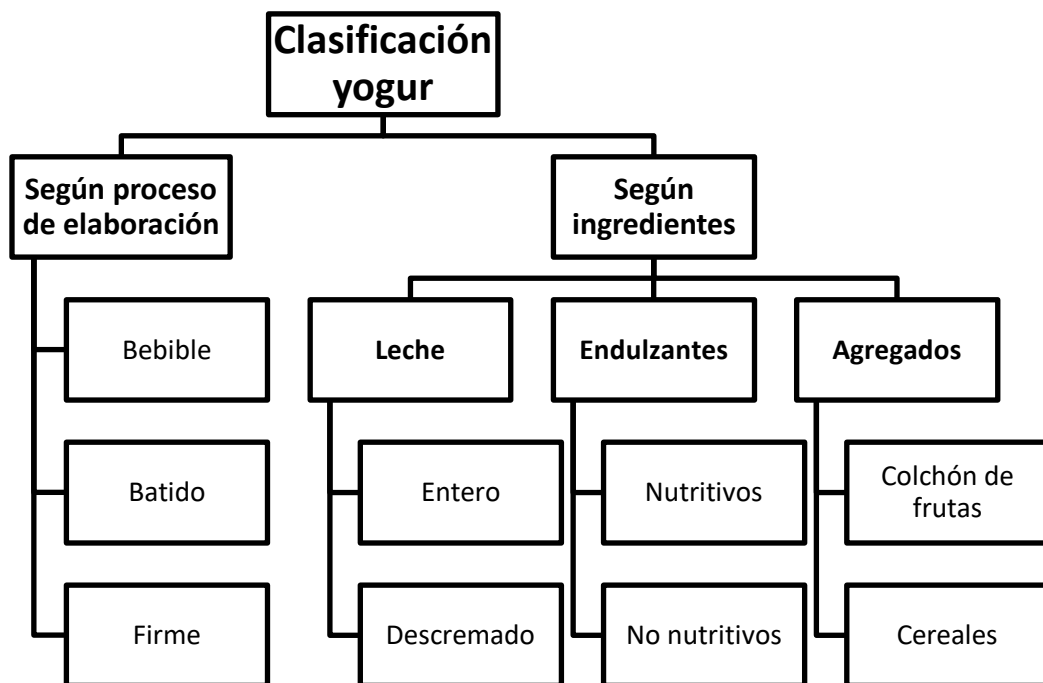 Clasificación
yogur
Según proceso
de elaboración
Según
ingredientes
Bebible
Leche
Endulzantes
Agregados
Batido
Entero
Nutritivos
Colchón de
frutas
Firme
Descremado
No nutritivos
Cereales